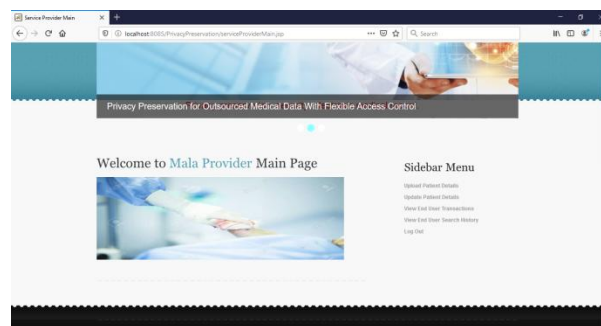 Service Provider Main
localhost:8085/PrivacyPreservation/serviceProviderMain.jsp
Search
Privacy Preservation for Outsourced Medical Data With Flexible Access Control
Welcome to Mala Provider Main Page
Sidebar Menu
Upload Patient Details
Update Patient Details
View End User Transactions
View End User Search History
Log Out